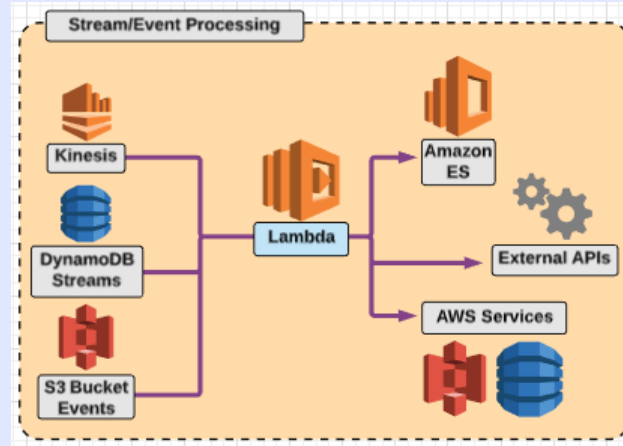 Stream/Event Processing
Kinesis
DynamoDB
Streams
S3 Bucket
Events
Lambda
Amazon
ES
External APIs
AWS Services